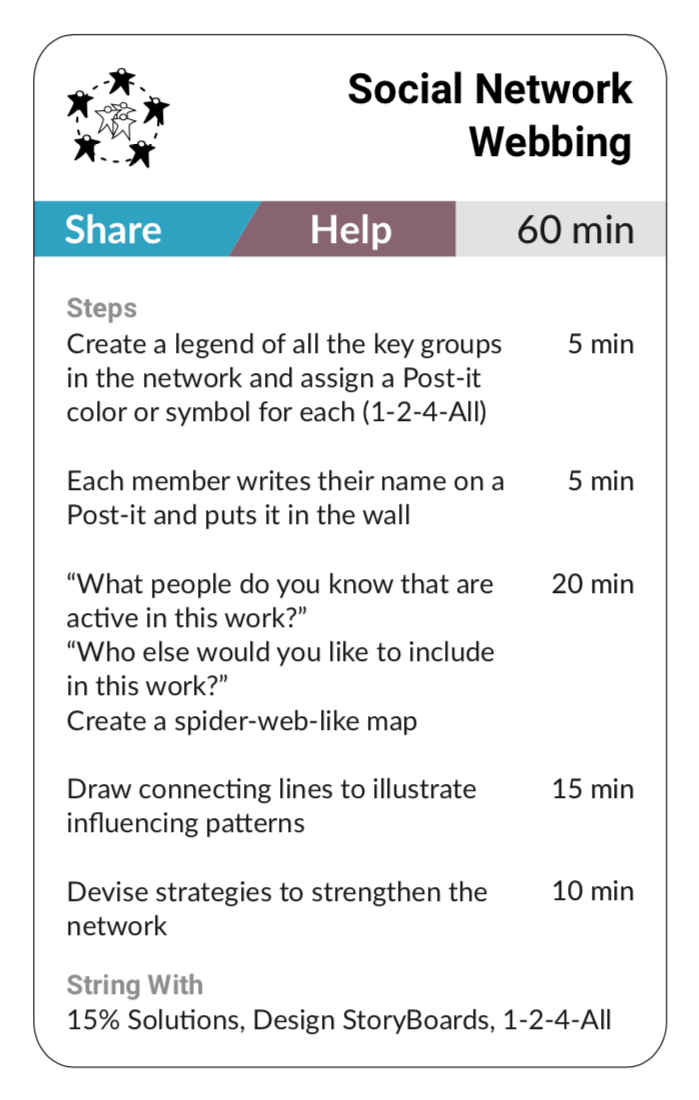 Social Network
Webbing
Share Help 60 min
Steps
Create a legend of all the key groups 5 min
in the network and assign a Post-it
color or symbol for each (1-2-4-All)
Each member writes their name on a 5 min
Post-it and puts it in the wall
“What people do you know that are 20 min
active in this work?”
“Who else would you like to include
in this work?”
Create a spider-web-like map
Draw connecting lines to illustrate 15 min
influencing patterns
Devise strategies to strengthen the 10 min
network
String With
15% Solutions, Design StoryBoards, 1-2-4-All